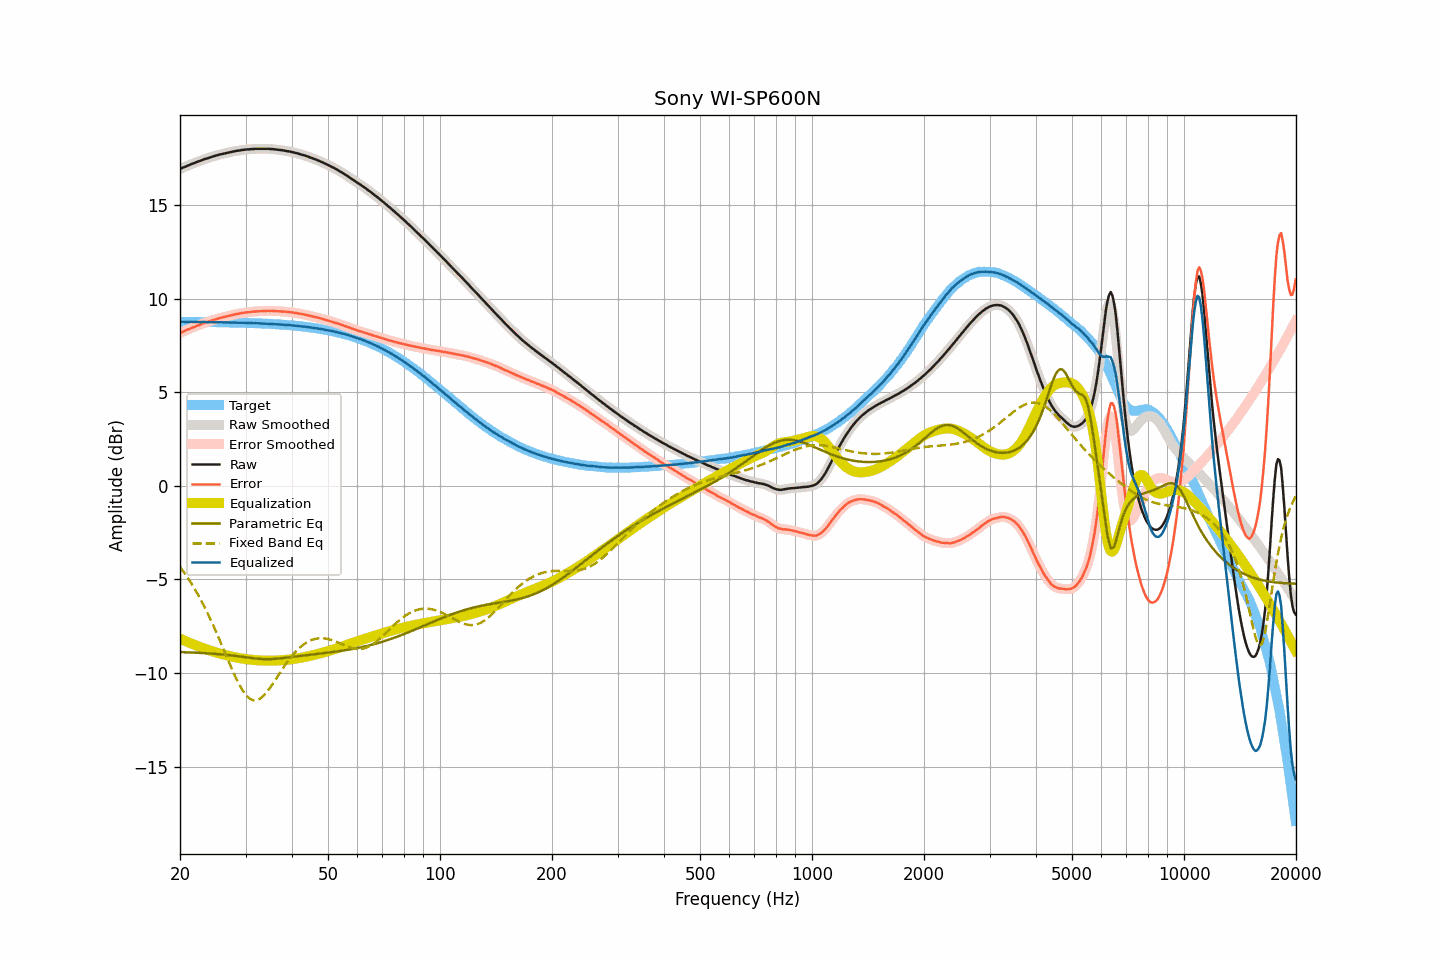 Sony WI-SP600N
Amplitude (dBr)
15
10
5
0
−5
−10
−15
Target
Raw Smoothed
Error Smoothed
Raw
Error
Equalization
Parametric Eq
Fixed Band Eq
Equalized
20 50 100 200 500 1000 2000 5000 10000 20000
Frequency (Hz)